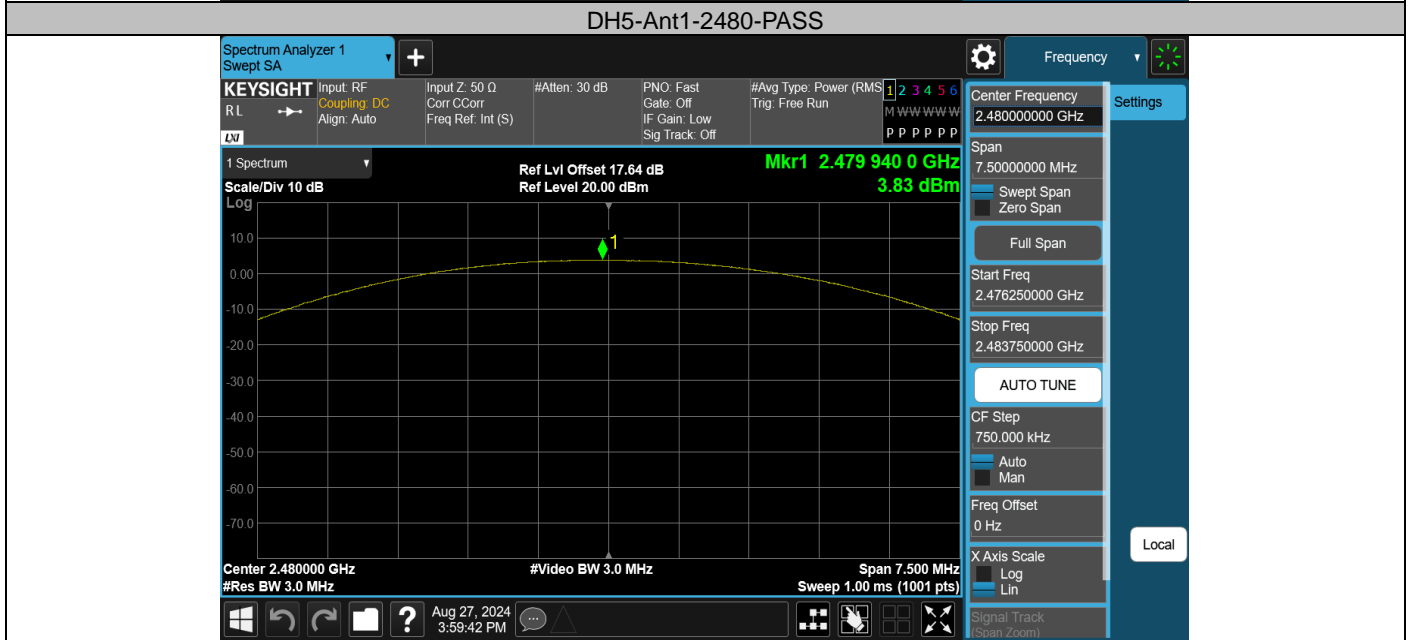 DH5-Ant1-2480-PASS
Spectrum Analyzer 1
Swept SA
+
Frequency
KEYSIGHT
RL
LXI
Input: RF
Coupling: DC
Align: Auto
Input Z: 50 Ω
Corr CCorr
Freq Ref: Int (S)
#Atten: 30 dB
PNO: Fast
Gate: Off
IF Gain: Low
Sig Track: Off
#Avg Type: Power (RMS
Trig: Free Run
1 2 3 4 5 6
M W W W W W
P P P P P P
1 Spectrum
Scale/Div 10 dB
Log
Ref Lvl Offset 17.64 dB
Ref Level 20.00 dBm
Mkr1 2.479 940 0 GHz
3.83 dBm
1
10.0
0.00
-10.0
-20.0
-30.0
-40.0
-50.0
-60.0
-70.0
Center 2.480000 GHz
#Res BW 3.0 MHz
#Video BW 3.0 MHz
Span 7.500 MHz
Sweep 1.00 ms (1001 pts)
Center Frequency
2.480000000 GHz
Span
7.50000000 MHz
Swept Span
Zero Span
Full Span
Start Freq
2.476250000 GHz
Stop Freq
2.483750000 GHz
AUTO TUNE
CF Step
750.000 kHz
Auto
Man
Freq Offset
0 Hz
X Axis Scale
Log
Lin
Signal Track
(Span Zoom)
Settings
Local
?
Aug 27, 2024
3:59:42 PM